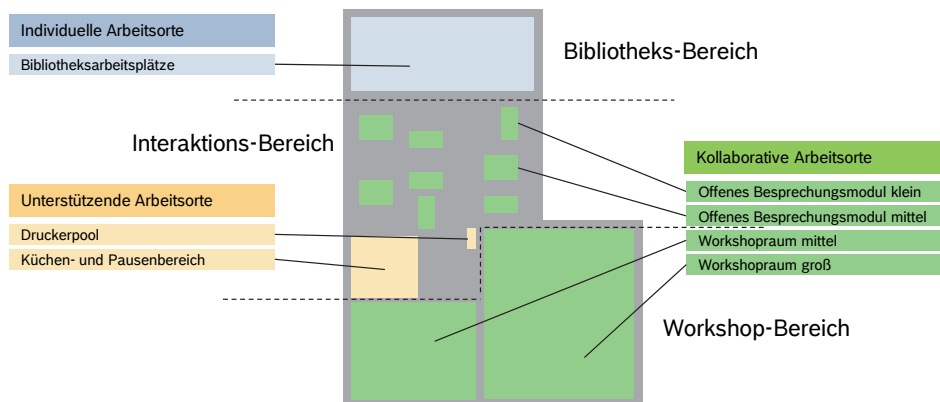 Individuelle Arbeitsorte
Bibliotheksarbeitsplätze
Bibliotheks-Bereich
Interaktions-Bereich
Unterstützende Arbeitsorte
Druckerpool
Küchen- und Pausenbereich
Kollaborative Arbeitsorte
Offenes Besprechungsmodul klein
Offenes Besprechungsmodul mittel
Workshopraum mittel
Workshopraum groß
Workshop-Bereich